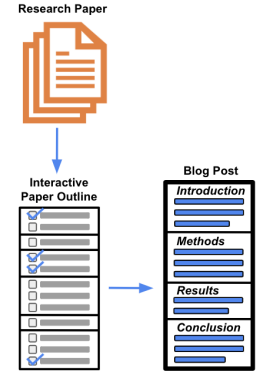 Research Paper
Interactive
Paper Outline
Blog Post
Introduction
Methods
Results
Conclusion